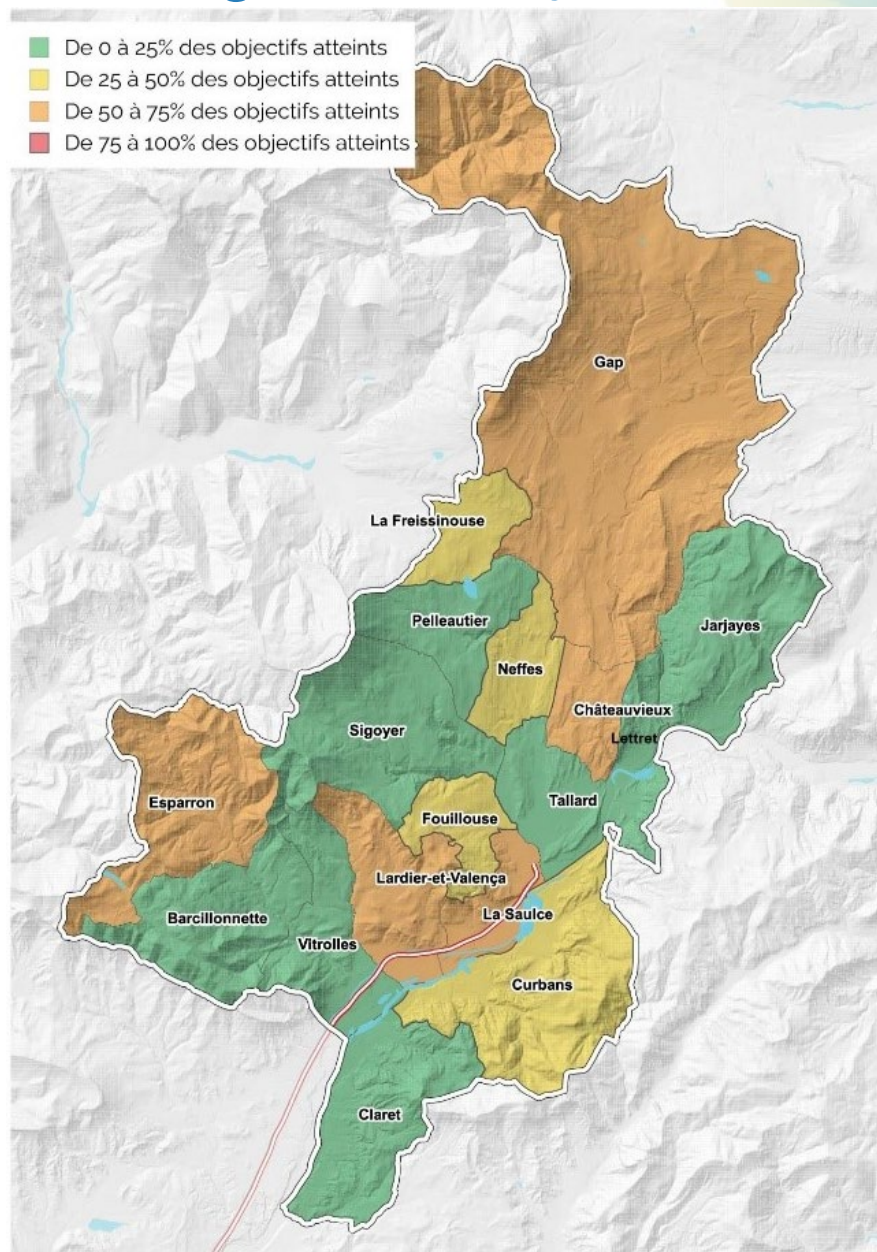 De 0 à 25% des objectifs atteints
De 25 à 50% des objectifs atteints
De 50 à 75% des objectifs atteints
De 75 à 100% des objectifs atteints
Gap
La Freissinouse
Pelleautier
Jarjayes
Neffes
Châteauvieux
Sigoyer
Lettret
Esparron
Tallard
Fouillouse
Lardier-et-Valença
La Saulce
Barcillonnette
Vitrolles
Curbans
Claret